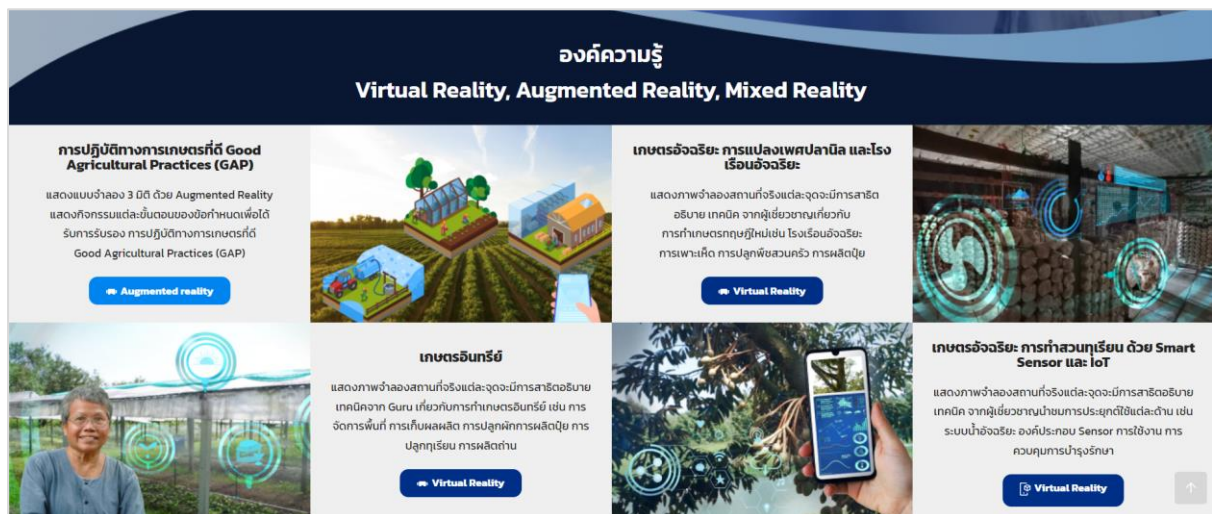 องค์ความรู้
Virtual Reality, Augmented Reality, Mixed Reality
การปฏิบัติทางการเกษตรที่ดี Good
Agricultural Practices (GAP)
แสดงแบบจำลอง 3 มิติ ด้วย Augmented Reality
แสดงกิจกรรมแต่ละขั้นตอนของข้อกำหนดเพื่อได้
รับการรับรอง การปฏิบัติทางการเกษตรที่ดี
Good Agricultural Practices (GAP)
Augmented reality
เกษตรอัจฉริยะ การแปลงเพศปลานิล และโรง
เรือนอัจฉริยะ
แสดงภาพจำลองสถานที่จริงแต่ละจุดจะมีการสาธิต
อธิบาย เทคนิค จากผู้เชี่ยวชาญเกี่ยวกับ
การทำเกษตรทฤษฎีใหม่เช่น โรงเรือนอัจฉริยะ
การเพาะเห็ด การปลูกพืชสวนครัว การผลิตปุ๋ย
Virtual Reality
เกษตรอินทรีย์
แสดงภาพจำลองสถานที่จริงแต่ละจุดจะมีการสาธิตอธิบาย
เทคนิคจาก Guru เกี่ยวกับการทำเกษตรอินทรีย์ เช่น การ
จัดการพื้นที่ การเก็บผลผลิต การปลูกผักการผลิตปุ๋ย การ
ปลูกทุเรียน การผลิตถ่าน
Virtual Reality
เกษตรอัจฉริยะ การทำสวนทุเรียน ด้วย Smart
Sensor และ IoT
แสดงภาพจำลองสถานที่จริงแต่ละจุดจะมีการสาธิตอธิบาย
เทคนิค จากผู้เชี่ยวชาญนำชมการประยุกต์ใช้แต่ละด้าน เช่น
ระบบน้ำอัจฉริยะ องค์ประกอบ Sensor การใช้งาน การ
ควบคุมการบำรุงรักษา
Virtual Reality